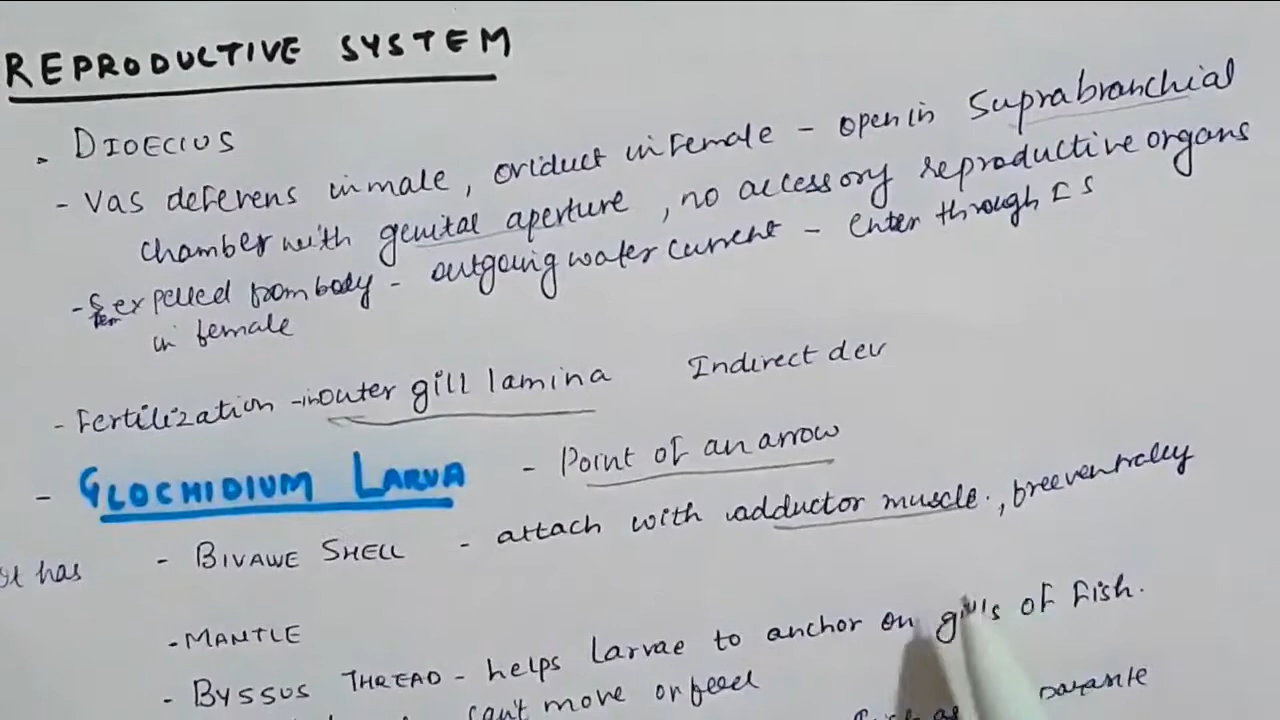 REPRODUCTIVE SYSTEM
- DIOECIUS
- Vas deferens in male, oviduct in female - open in Suprabranchial
chamber with genital aperture, no accessory reproductive organs
- Sperm expelled from body - outgoing water current - enter through IS
in female
- Fertilization - in outer gill lamina Indirect dev
- GLOCHIDIUM LARVA - Point of an arrow
It has - BIVALVE SHELL - attach with adductor muscle., free ventrally
- MANTLE
- BYSSUS THREAD - helps larvae to anchor on gills of fish.
can't move or feed